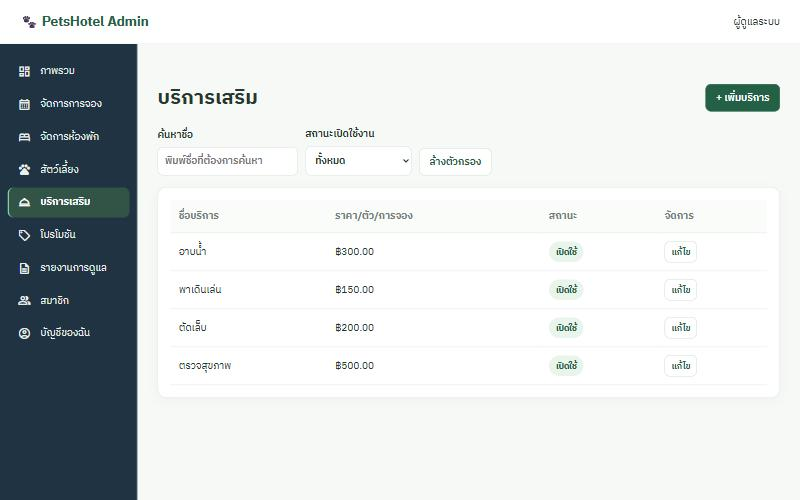 PetsHotel Admin
ผู้ดูแลระบบ
ภาพรวม
จัดการการจอง
จัดการห้องพัก
สัตว์เลี้ยง
บริการเสริม
โปรโมชัน
รายงานการดูแล
สมาชิก
บัญชีของฉัน
บริการเสริม
+ เพิ่มบริการ
ค้นหาชื่อ
สถานะเปิดใช้งาน
พิมพ์ชื่อที่ต้องการค้นหา
ทั้งหมด
ล้างตัวกรอง
ชื่อบริการ ราคา/ตัว/การจอง สถานะ จัดการ
อาบน้ำ ฿300.00 เปิดใช้ แก้ไข
พาเดินเล่น ฿150.00 เปิดใช้ แก้ไข
ตัดเล็บ ฿200.00 เปิดใช้ แก้ไข
ตรวจสุขภาพ ฿500.00 เปิดใช้ แก้ไข